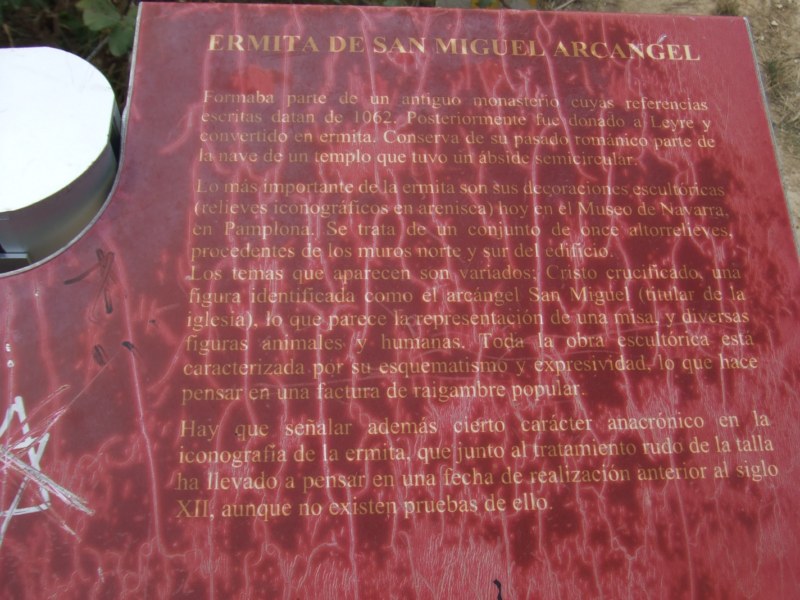 ERMITA DE SAN MIGUEL ARCANGEL
Formaba parte de un antiguo monasterio cuyas referencias
escritas datan de 1062. Posteriormente fue donado a Leyre y
convertido en ermita. Conserva de su pasado románico parte de
la nave de un templo que tuvo un ábside semicircular.
Lo más importante de la ermita son sus decoraciones escultóricas
(relieves iconográficos en arenisca) hoy en el Museo de Navarra,
en Pamplona. Se trata de un conjunto de once altorrelieves,
procedentes de los muros norte y sur del edificio.
Los temas que aparecen son variados: Cristo crucificado, una
figura identificada como el arcángel San Miguel (titular de la
iglesia), lo que parece la representación de una misa, y diversas
figuras animales y humanas. Toda la obra escultórica está
caracterizada por su esquematismo y expresividad, lo que hace
pensar en una factura de raigambre popular.
Hay que señalar además cierto carácter anacrónico en la
iconografía de la ermita, que junto al tratamiento rudo de la talla
ha llevado a pensar en una fecha de realización anterior al siglo
XII, aunque no existen pruebas de ello.